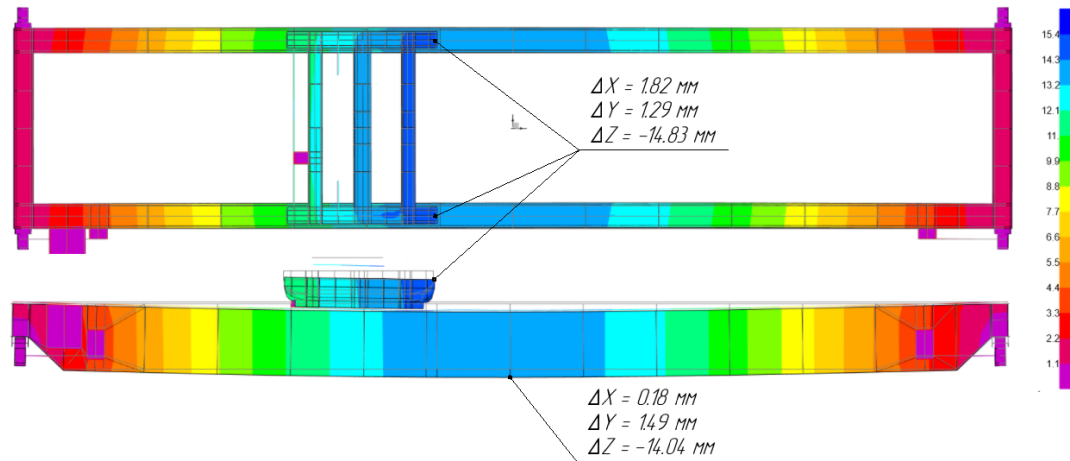 15.4
14.3
12.1
11.
9.9
8.8
7.7
6.6
5.5
4.4
3.3
2.2
1.1
ΔX = 1.82 мм
ΔY = 1.29 мм
ΔZ = -14.83 мм
ΔX = 0.18 мм
ΔY = 1.49 мм
ΔZ = -14.04 мм